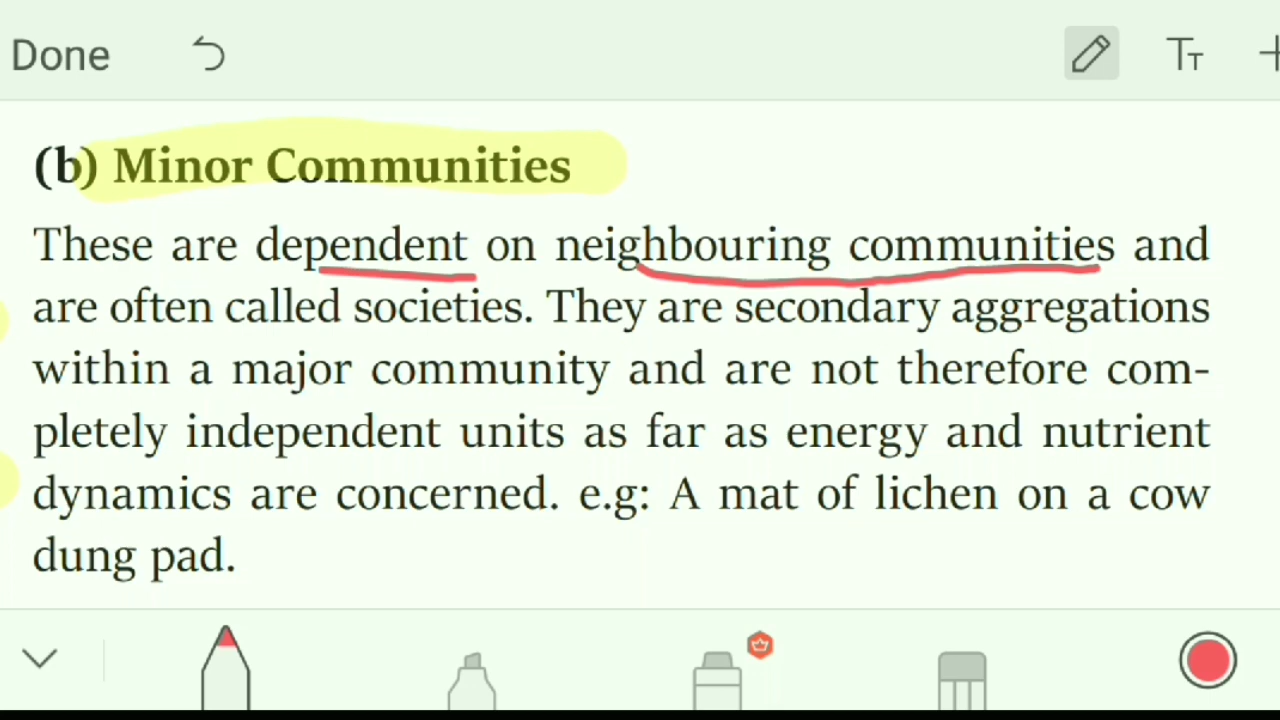 Done
TT
(b) Minor Communities
These are dependent on neighbouring communities and
are often called societies. They are secondary aggregations
within a major community and are not therefore com-
pletely independent units as far as energy and nutrient
dynamics are concerned. e.g: A mat of lichen on a cow
dung pad.